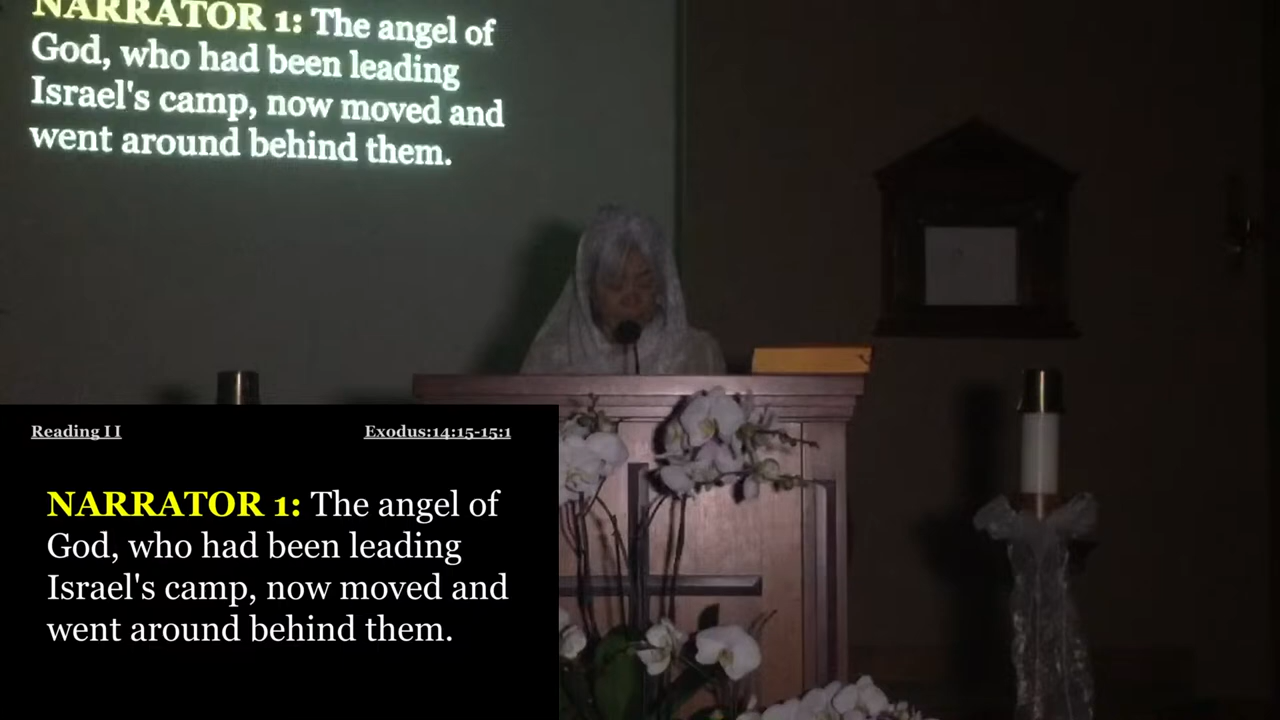 NARRATOR 1: The angel of
God, who had been leading
Israel's camp, now moved and
went around behind them.
Reading II
Exodus:14:15-15:1
NARRATOR 1: The angel of
God, who had been leading
Israel's camp, now moved and
went around behind them.